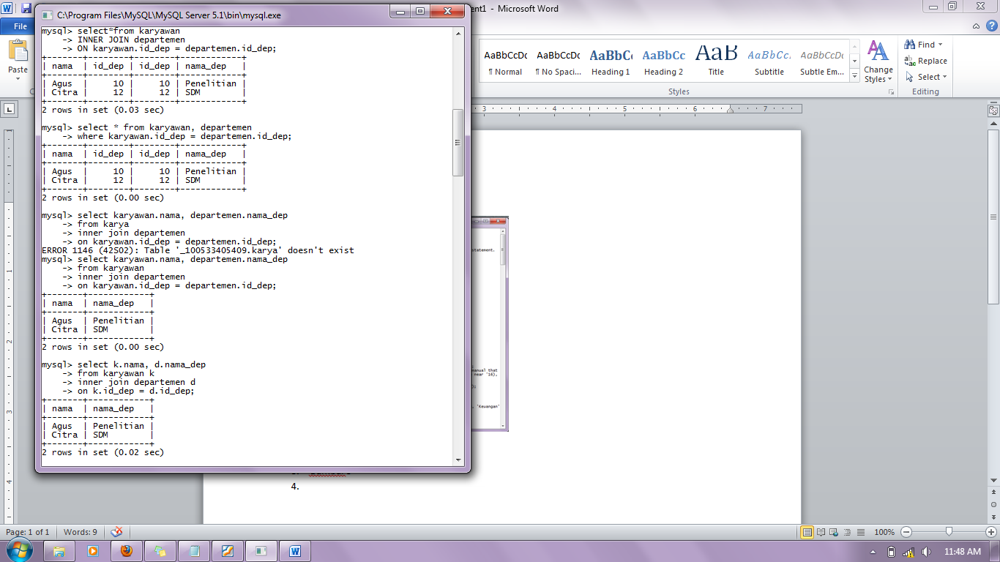 C:\Program Files\MySQL\MySQL Server 5.1\bin\mysql.exe
ent1 - Microsoft Word
File
Paste
AaBbCcDc
AaBbCcDc
AaBbCc
AaBbCc
AaB
AaBbCc.
AaBbCcDc
¶ Normal
¶ No Spaci...
Heading 1
Heading 2
Title
Subtitle
Subtle Em...
Change
Styles
Find
Replace
Select
Styles
Editing
3 4 5 6 7
mysql> select*from karyawan
-> INNER JOIN departemen
-> ON karyawan.id_dep = departemen.id_dep;
+-------+--------+--------+-------------+
| nama | id_dep | id_dep | nama_dep |
+-------+--------+--------+-------------+
| Agus | 10 | 10 | Penelitian |
| Citra | 12 | 12 | SDM |
+-------+--------+--------+-------------+
2 rows in set (0.03 sec)
mysql> select * from karyawan, departemen
-> where karyawan.id_dep = departemen.id_dep;
+-------+--------+--------+-------------+
| nama | id_dep | id_dep | nama_dep |
+-------+--------+--------+-------------+
| Agus | 10 | 10 | Penelitian |
| Citra | 12 | 12 | SDM |
+-------+--------+--------+-------------+
2 rows in set (0.00 sec)
mysql> select karyawan.nama, departemen.nama_dep
-> from karya
-> inner join departemen
-> on karyawan.id_dep = departemen.id_dep;
ERROR 1146 (42S02): Table '_100533405409.karya' doesn't exist
mysql> select karyawan.nama, departemen.nama_dep
-> from karyawan
-> inner join departemen
-> on karyawan.id_dep = departemen.id_dep;
+-------+-------------+
| nama | nama_dep |
+-------+-------------+
| Agus | Penelitian |
| Citra | SDM |
+-------+-------------+
2 rows in set (0.00 sec)
mysql> select k.nama, d.nama_dep
-> from karyawan k
-> inner join departemen d
-> on k.id_dep = d.id_dep;
+-------+-------------+
| nama | nama_dep |
+-------+-------------+
| Agus | Penelitian |
| Citra | SDM |
+-------+-------------+
2 rows in set (0.02 sec)
statement.
manual that
near '16),
, 'Keuangan'
4.
1
2
3
4
Page: 1 of 1
Words: 9
100%
11:48 AM